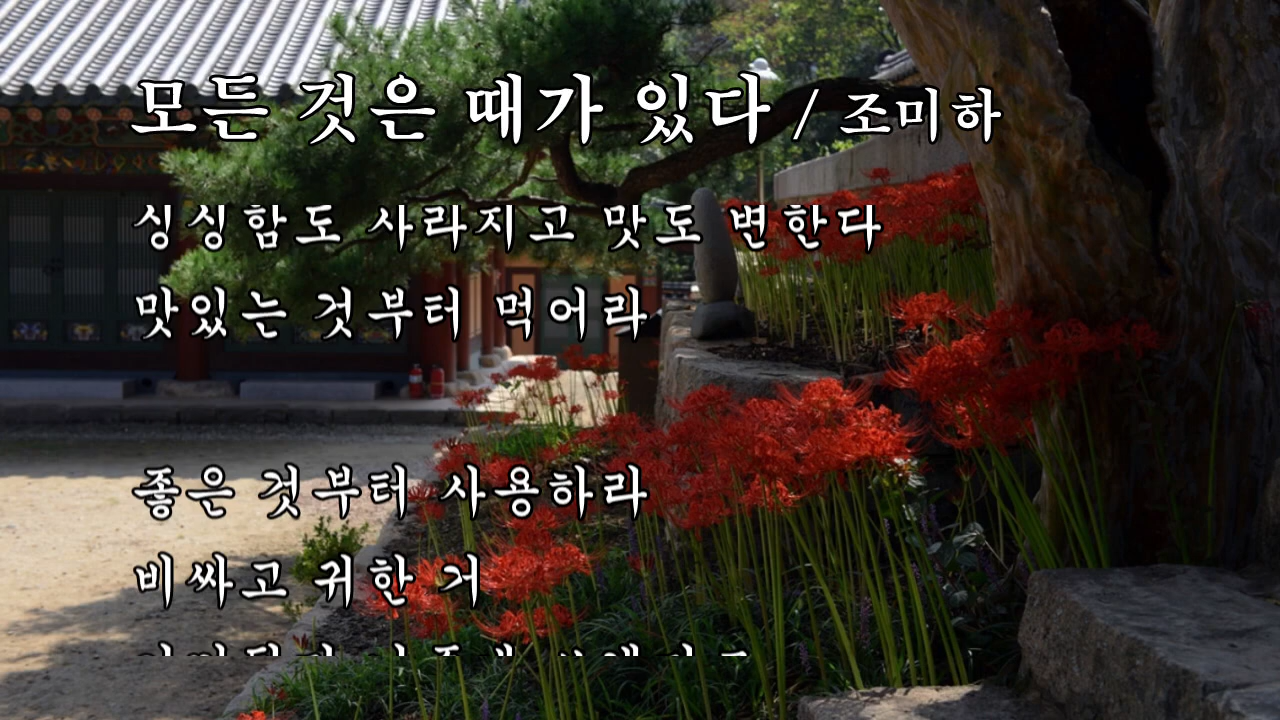 모든 것은 때가 있다 / 조미하
싱싱함도 사라지고 맛도 변한다
맛있는 것부터 먹어라
좋은 것부터 사용하라
비싸고 귀한 거